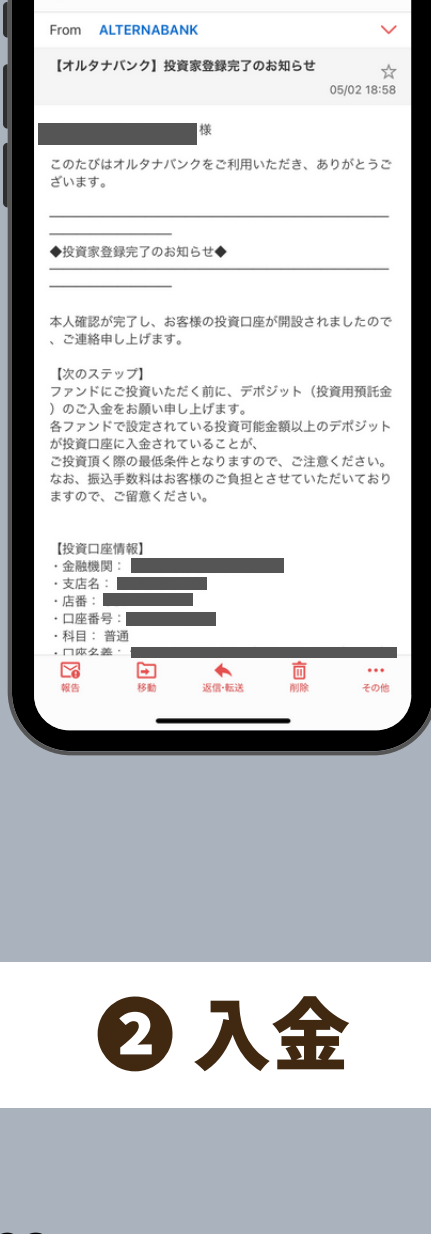 From ALTERNABANK
【オルタナバンク】投資家登録完了のお知らせ
05/02 18:58
様
このたびはオルタナバンクをご利用いただき、ありがとうご
ざいます。
◆投資家登録完了のお知らせ◆
本人確認が完了し、お客様の投資口座が開設されましたので
、ご連絡申し上げます。
【次のステップ】
ファンドにご投資いただく前に、デポジット（投資用預託金
）のご入金をお願い申し上げます。
各ファンドで設定されている投資可能金額以上のデポジット
が投資口座に入金されていることが、
ご投資頂く際の最低条件となりますので、ご注意ください。
なお、振込手数料はお客様のご負担とさせていただいており
ますので、ご留意ください。
【投資口座情報】
・金融機関：
・支店名：
・店番：
・口座番号：
・科目： 普通
・口座名義：
報告 移動 返信・転送 削除 その他
❷ 入金